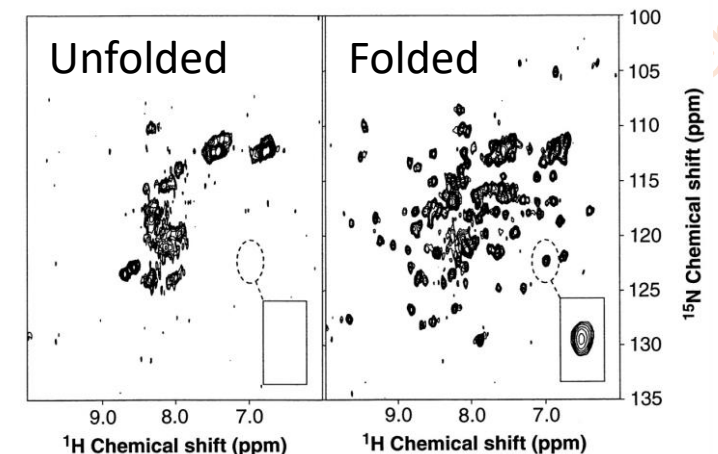 Unfolded
Folded
100
105
110
115
120
125
130
135
¹⁵N Chemical shift (ppm)
9.0 8.0 7.0
9.0 8.0 7.0
¹H Chemical shift (ppm)
¹H Chemical shift (ppm)